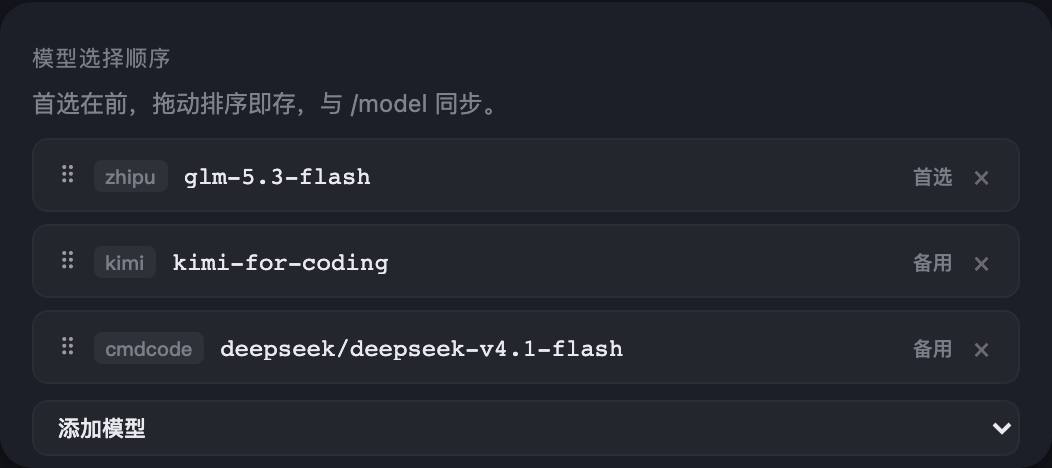 模型选择顺序
首选在前，拖动排序即存，与 /model 同步。
zhipu glm-5.3-flash 首选 ×
kimi kimi-for-coding 备用 ×
cmdcode deepseek/deepseek-v4.1-flash 备用 ×
添加模型